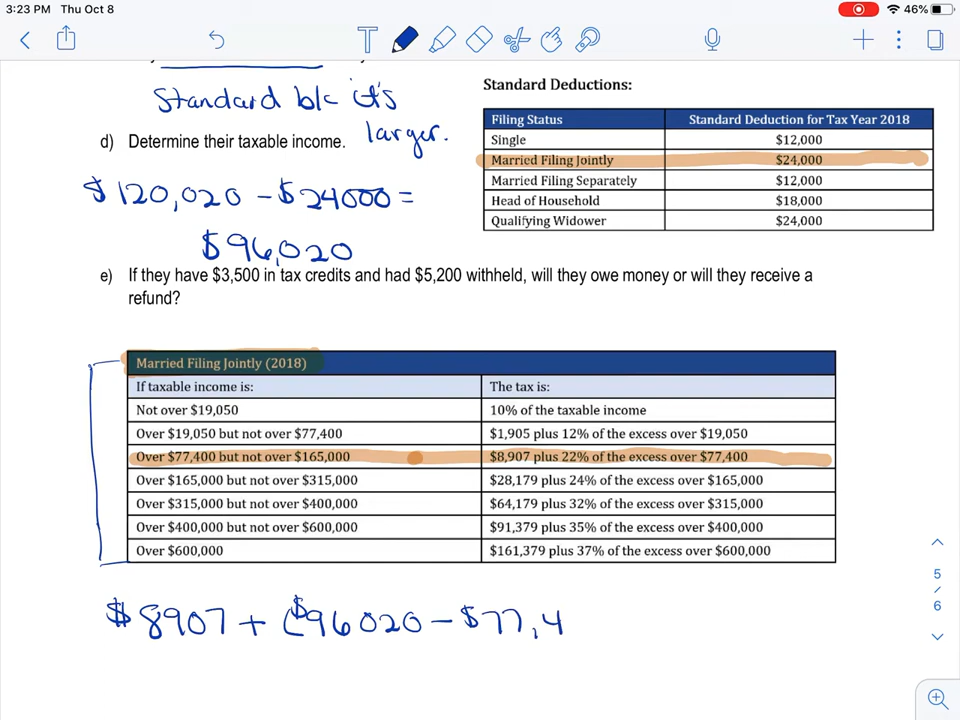 3:23 PM Thu Oct 8
46%
T
Standard b/c it's
larger.
d) Determine their taxable income.
$120,020 - $24000 =
$96,020
Standard Deductions:
Filing Status Standard Deduction for Tax Year 2018
Single $12,000
Married Filing Jointly $24,000
Married Filing Separately $12,000
Head of Household $18,000
Qualifying Widower $24,000
e) If they have $3,500 in tax credits and had $5,200 withheld, will they owe money or will they receive a
refund?
Married Filing Jointly (2018)
If taxable income is: The tax is:
Not over $19,050 10% of the taxable income
Over $19,050 but not over $77,400 $1,905 plus 12% of the excess over $19,050
Over $77,400 but not over $165,000 $8,907 plus 22% of the excess over $77,400
Over $165,000 but not over $315,000 $28,179 plus 24% of the excess over $165,000
Over $315,000 but not over $400,000 $64,179 plus 32% of the excess over $315,000
Over $400,000 but not over $600,000 $91,379 plus 35% of the excess over $400,000
Over $600,000 $161,379 plus 37% of the excess over $600,000
$8907 + ($96020 - $77,4
5
/
6